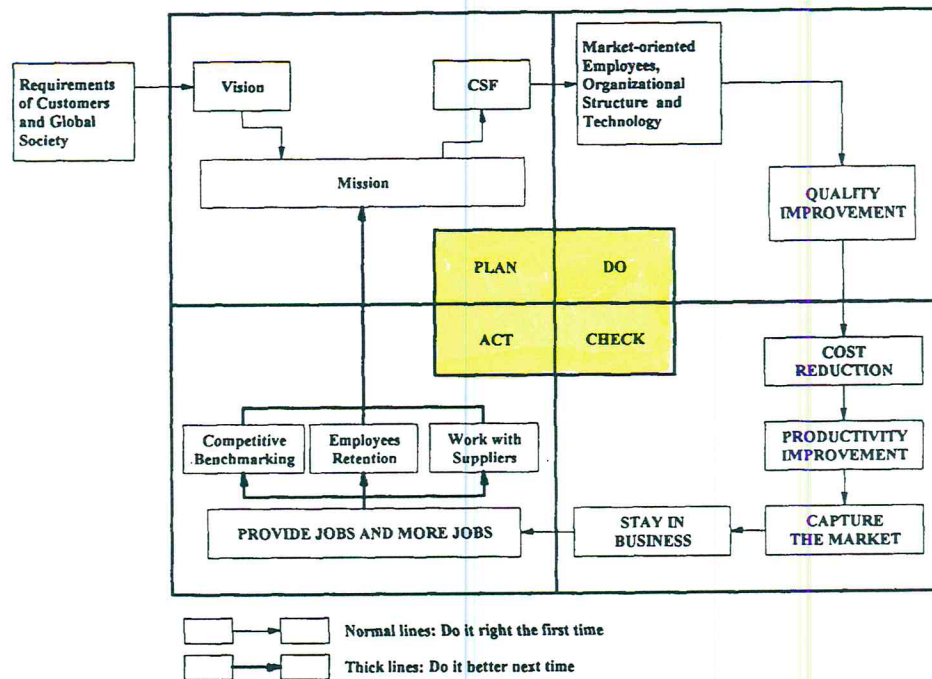 Requirements
of Customers
and Global
Society
Vision
CSF
Market-oriented
Employees,
Organizational
Structure and
Technology
Mission
QUALITY
IMPROVEMENT
PLAN
DO
ACT
CHECK
COST
REDUCTION
PRODUCTIVITY
IMPROVEMENT
CAPTURE
THE MARKET
STAY IN
BUSINESS
PROVIDE JOBS AND MORE JOBS
Competitive
Benchmarking
Employees
Retention
Work with
Suppliers
Normal lines: Do it right the first time
Thick lines: Do it better next time